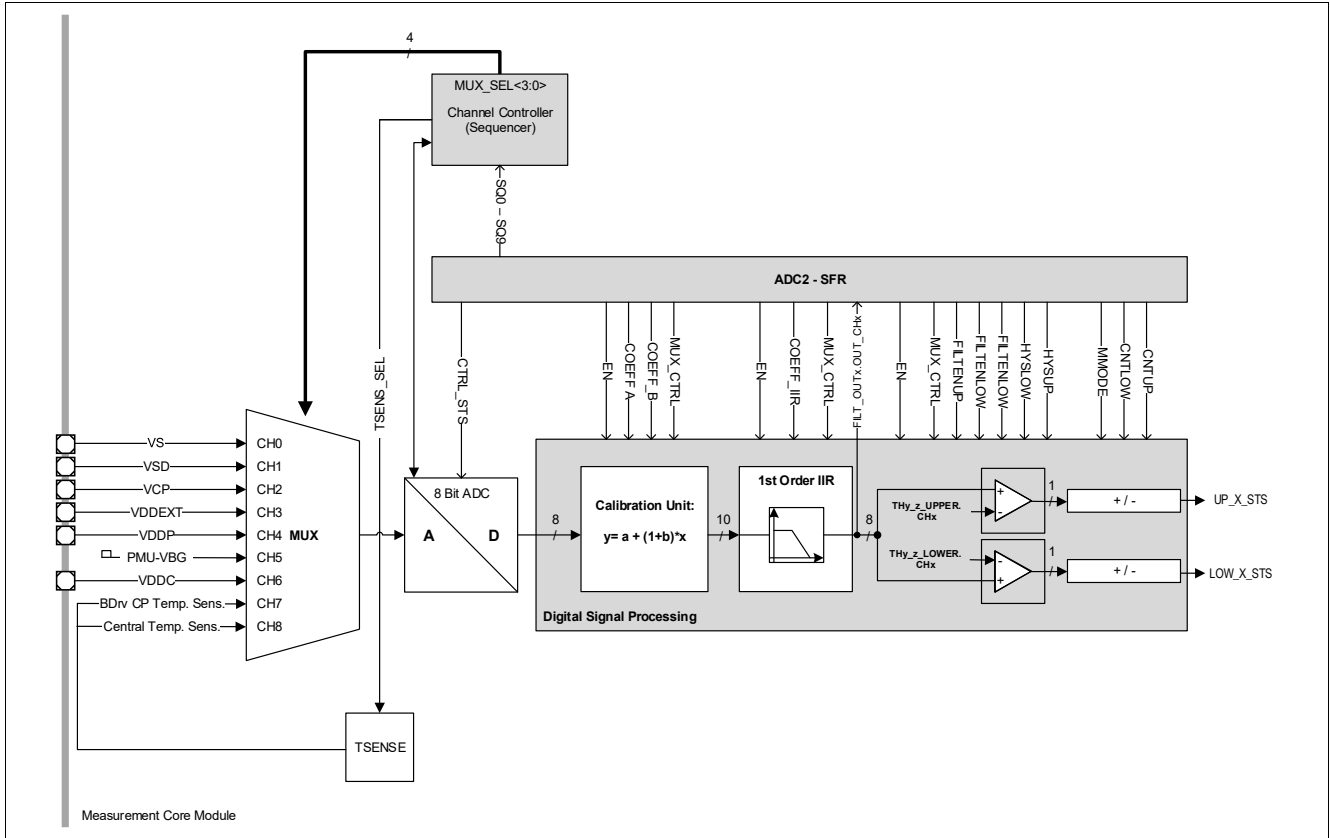 4
MUX_SEL<3:0>
Channel Controller
(Sequencer)
SQ0 – SQ9
ADC2 - SFR
TSENS_SEL
CTRL_STS
EN
COEFF A
COEFF_B
MUX_CTRL
EN
COEFF_IIR
MUX_CTRL
FILT_OUTx.OUT_CHx
EN
MUX_CTRL
FILTENUP
FILTENLOW
FILTENLOW
HYSLOW
HYSUP
MMODE
CNTLOW
CNTUP
VS
VSD
VCP
VDDEXT
VDDP
PMU-VBG
VDDC
BDrv CP Temp. Sens.
Central Temp. Sens.
CH0
CH1
CH2
CH3
CH4 MUX
CH5
CH6
CH7
CH8
8 Bit ADC
A D
8
Calibration Unit:
y= a + (1+b)*x
10
1st Order IIR
8
THy_z_UPPER.
CHx
+
-
1
+ / -
UP_X_STS
THy_z_LOWER.
CHx
-
+
1
+ / -
LOW_X_STS
Digital Signal Processing
TSENSE
Measurement Core Module